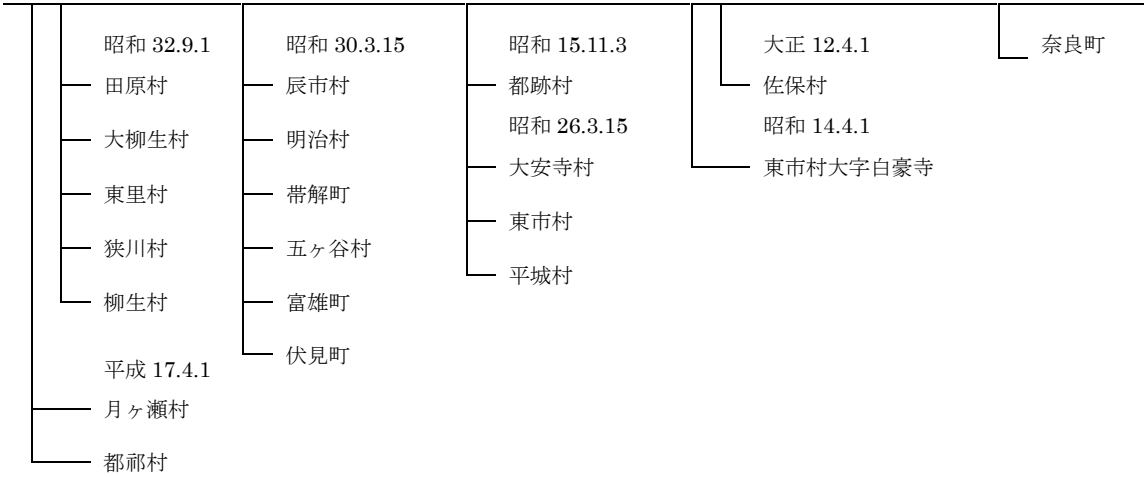 昭和 32.9.1
田原村
大柳生村
東里村
狭川村
柳生村
平成 17.4.1
月ヶ瀬村
都祁村
昭和 30.3.15
辰市村
明治村
帯解町
五ヶ谷村
富雄町
伏見町
昭和 15.11.3
都跡村
昭和 26.3.15
大安寺村
東市村
平城村
大正 12.4.1
佐保村
昭和 14.4.1
東市村大字白豪寺
奈良町